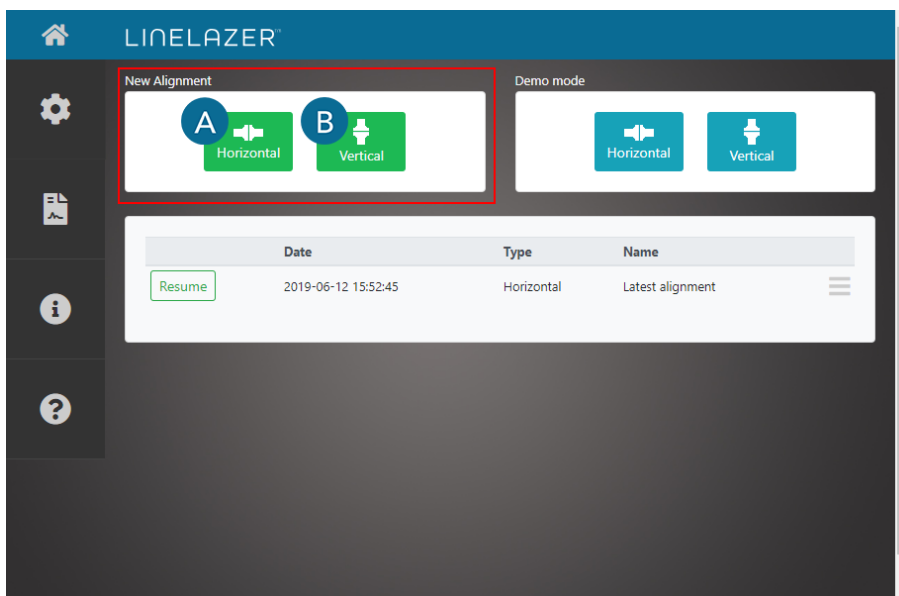 LINELAZER™
New Alignment
Demo mode
A
B
Horizontal
Vertical
Horizontal
Vertical
Date Type Name
Resume 2019-06-12 15:52:45 Horizontal Latest alignment